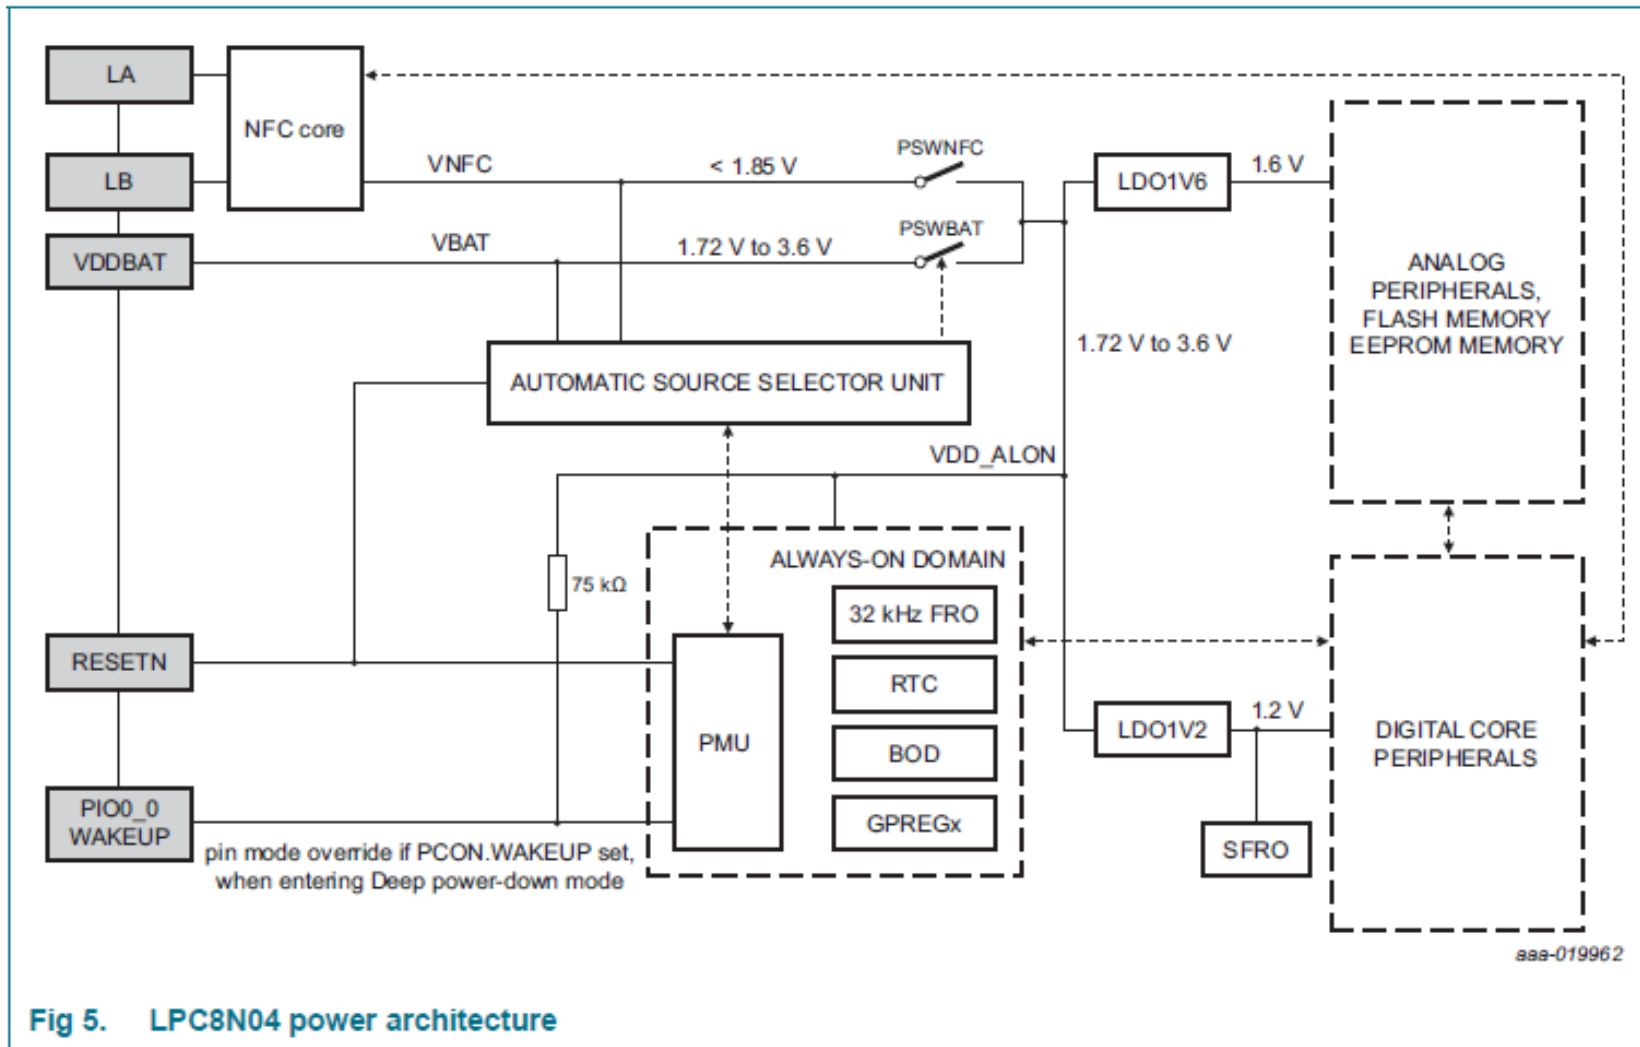 LA
NFC core
LB
VDDBAT
VNFC
< 1.85 V
PSWNFC
VBAT
1.72 V to 3.6 V
PSWBAT
LDO1V6
1.6 V
ANALOG
PERIPHERALS,
FLASH MEMORY
EEPROM MEMORY
1.72 V to 3.6 V
AUTOMATIC SOURCE SELECTOR UNIT
VDD_ALON
75 kΩ
ALWAYS-ON DOMAIN
32 kHz FRO
RTC
BOD
GPREGx
PMU
RESETN
PIO0_0
WAKEUP
pin mode override if PCON.WAKEUP set,
when entering Deep power-down mode
LDO1V2
1.2 V
SFRO
DIGITAL CORE
PERIPHERALS
aaa-019962
Fig 5. LPC8N04 power architecture